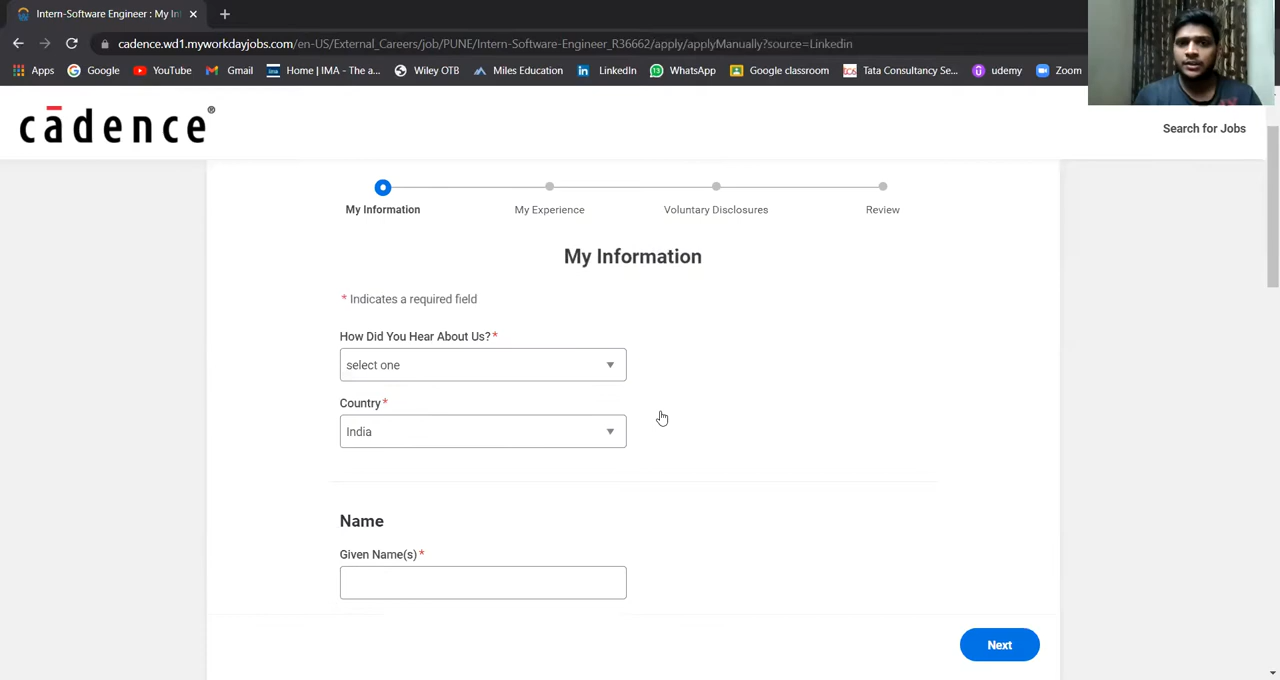 Intern-Software Engineer : My In
cadence.wd1.myworkdayjobs.com/en-US/External_Careers/job/PUNE/Intern-Software-Engineer_R36662/apply/applyManually?source=Linkedin
Apps Google YouTube Gmail Home | IMA - The a... Wiley OTB Miles Education LinkedIn WhatsApp Google classroom Tata Consultancy Se... udemy Zoom
cādence®
Search for Jobs
My Information My Experience Voluntary Disclosures Review
My Information
* Indicates a required field
How Did You Hear About Us?*
select one
Country*
India
Name
Given Name(s)*
Next